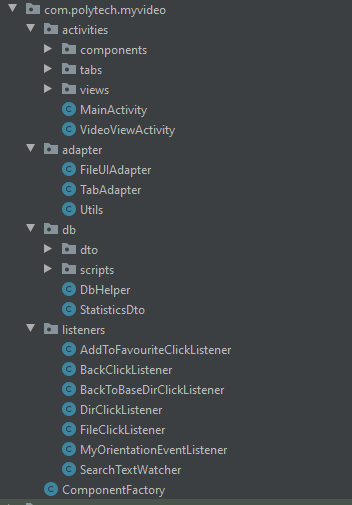 com.polytech.myvideo
activities
components
tabs
views
MainActivity
VideoViewActivity
adapter
FileUIAdapter
TabAdapter
Utils
db
dto
scripts
DbHelper
StatisticsDto
listeners
AddToFavouriteClickListener
BackClickListener
BackToBaseDirClickListener
DirClickListener
FileClickListener
MyOrientationEventListener
SearchTextWatcher
ComponentFactory